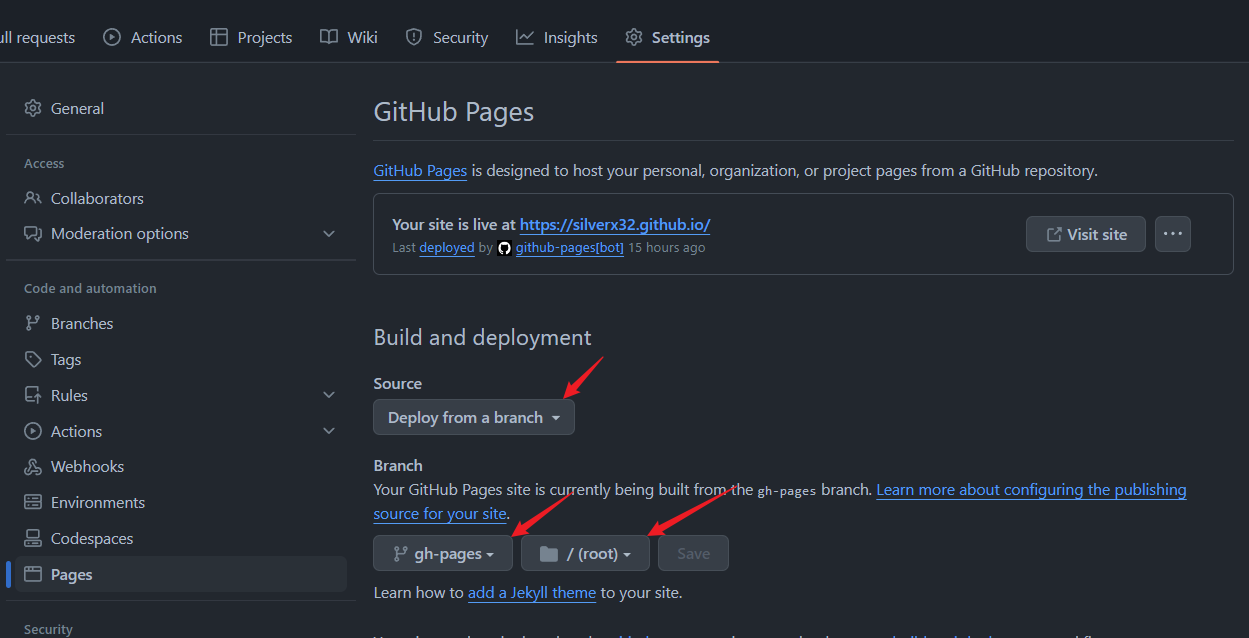 ull requests
Actions
Projects
Wiki
Security
Insights
Settings
General
Access
Collaborators
Moderation options
Code and automation
Branches
Tags
Rules
Actions
Webhooks
Environments
Codespaces
Pages
Security
GitHub Pages
GitHub Pages is designed to host your personal, organization, or project pages from a GitHub repository.
Your site is live at https://silverx32.github.io/
Last deployed by github-pages[bot] 15 hours ago
Visit site
Build and deployment
Source
Deploy from a branch
Branch
Your GitHub Pages site is currently being built from the gh-pages branch. Learn more about configuring the publishing
source for your site.
gh-pages
/ (root)
Save
Learn how to add a Jekyll theme to your site.